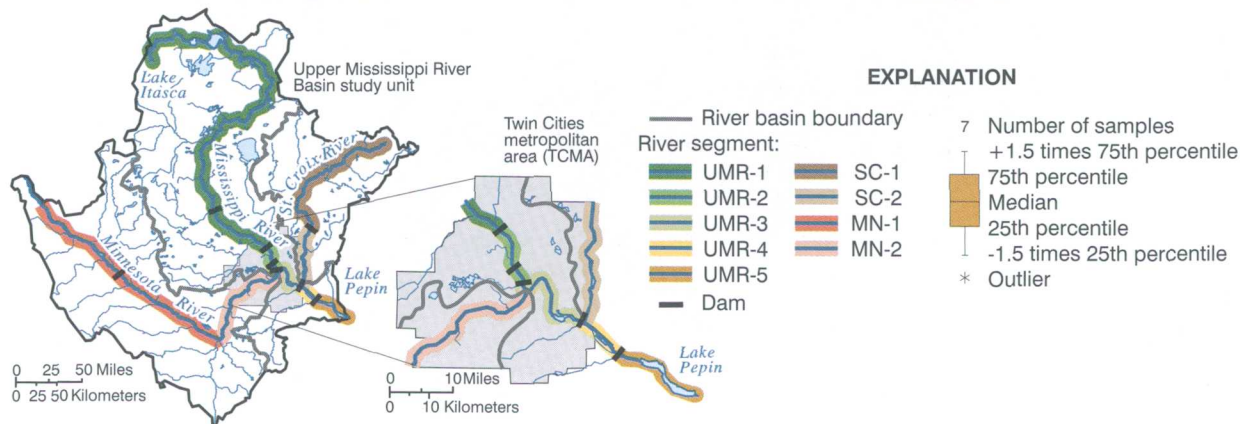 Lake
Itasca
Upper Mississippi River
Basin study unit
Mississippi
River
St. Croix River
Minnesota River
Lake
Pepin
0 25 50 Miles
0 25 50 Kilometers
Twin Cities
metropolitan
area (TCMA)
Lake
Pepin
0 10 Miles
0 10 Kilometers
EXPLANATION
River basin boundary
River segment:
UMR-1
UMR-2
UMR-3
UMR-4
UMR-5
Dam
SC-1
SC-2
MN-1
MN-2
7 Number of samples
+1.5 times 75th percentile
75th percentile
Median
25th percentile
-1.5 times 25th percentile
* Outlier